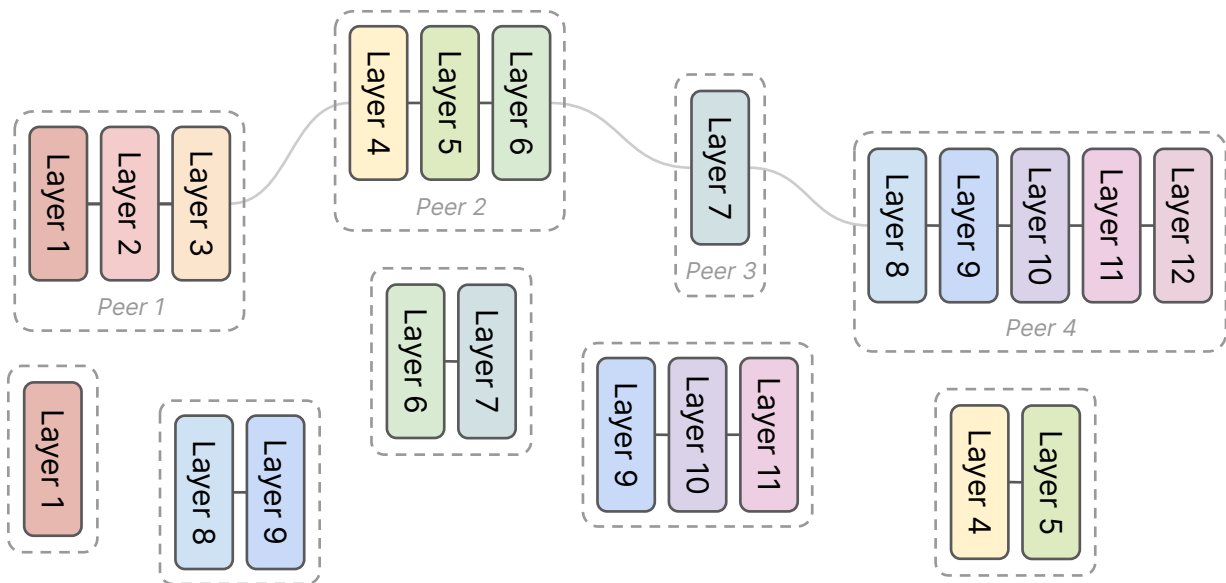 Layer 1
Layer 2
Layer 3
Peer 1
Layer 4
Layer 5
Layer 6
Peer 2
Layer 7
Peer 3
Layer 8
Layer 9
Layer 10
Layer 11
Layer 12
Peer 4
Layer 1
Layer 8
Layer 9
Layer 6
Layer 7
Layer 9
Layer 10
Layer 11
Layer 4
Layer 5